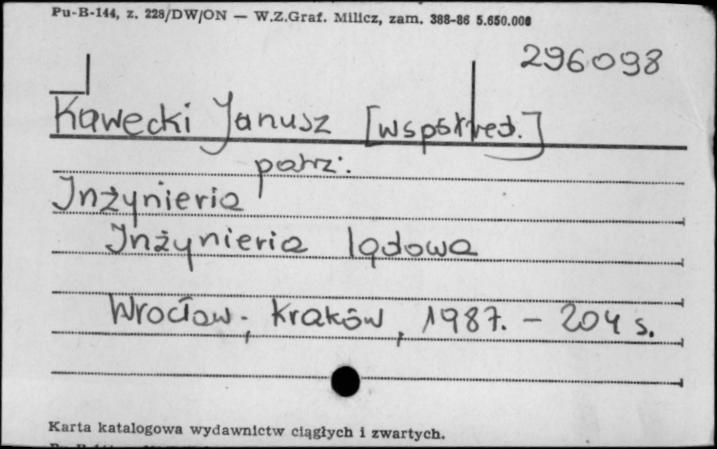 Pu-B-144, z. 228/DW/ON — W.Z.Graf. Milicz, zam. 388-86 5.650.000
296098
Kawecki Janusz [współred.]
patrz:
Inżynieria
Inżynieria lądowa
Wrocław; Kraków, 1987. - 204 s.
Karta katalogowa wydawnictw ciągłych i zwartych.